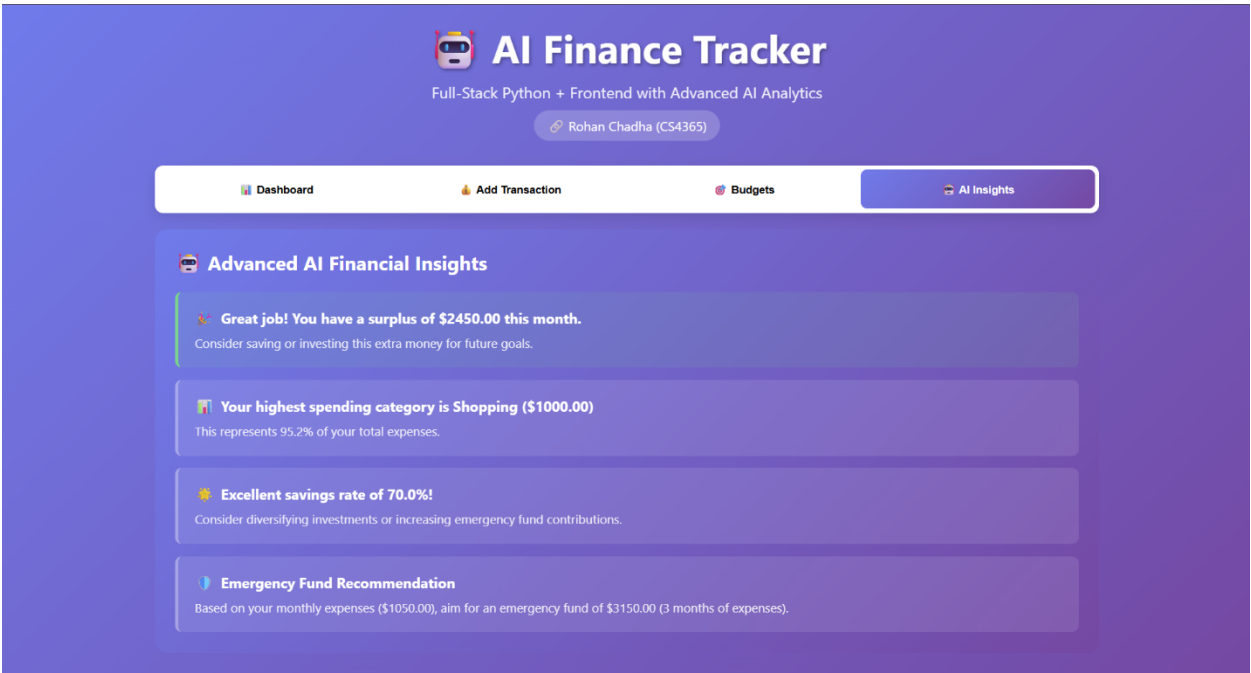 AI Finance Tracker
Full-Stack Python + Frontend with Advanced AI Analytics
Rohan Chadha (CS4365)
Dashboard
Add Transaction
Budgets
AI Insights
Advanced AI Financial Insights
Great job! You have a surplus of $2450.00 this month.
Consider saving or investing this extra money for future goals.
Your highest spending category is Shopping ($1000.00)
This represents 95.2% of your total expenses.
Excellent savings rate of 70.0%!
Consider diversifying investments or increasing emergency fund contributions.
Emergency Fund Recommendation
Based on your monthly expenses ($1050.00), aim for an emergency fund of $3150.00 (3 months of expenses).